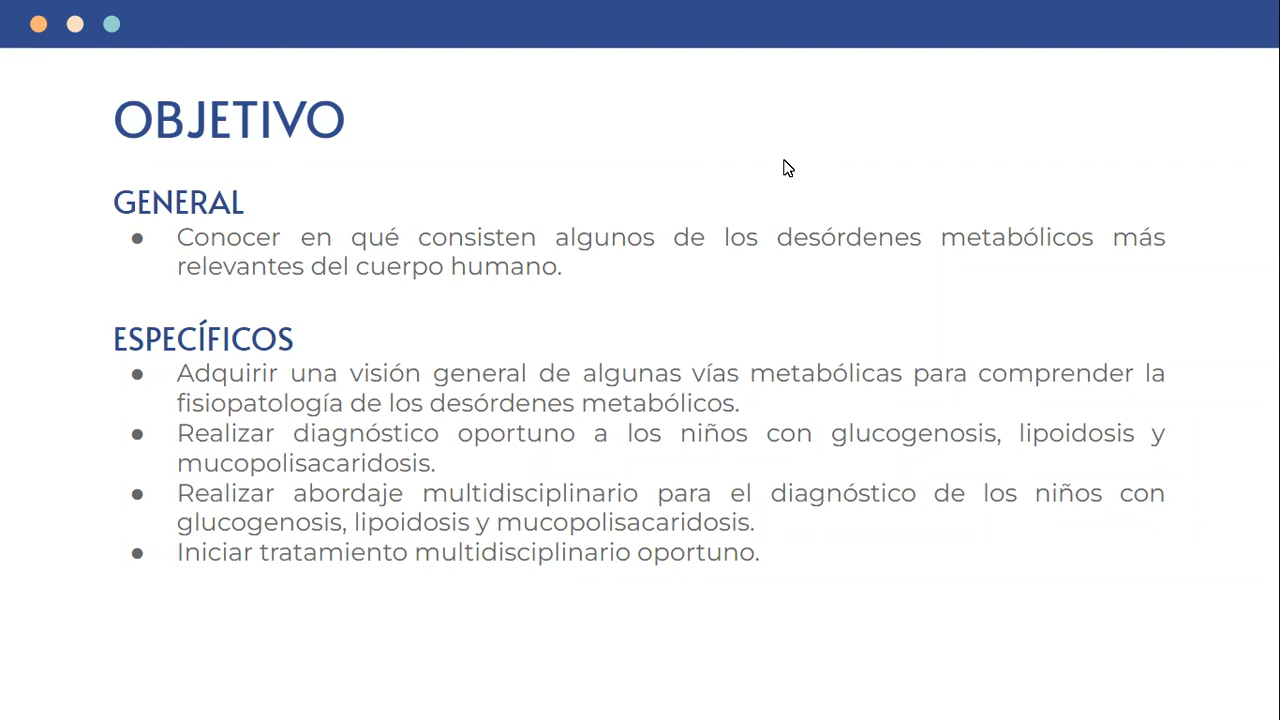 OBJETIVO
GENERAL
● Conocer en qué consisten algunos de los desórdenes metabólicos más
relevantes del cuerpo humano.
ESPECÍFICOS
● Adquirir una visión general de algunas vías metabólicas para comprender la
fisiopatología de los desórdenes metabólicos.
● Realizar diagnóstico oportuno a los niños con glucogenosis, lipoidosis y
mucopolisacaridosis.
● Realizar abordaje multidisciplinario para el diagnóstico de los niños con
glucogenosis, lipoidosis y mucopolisacaridosis.
● Iniciar tratamiento multidisciplinario oportuno.